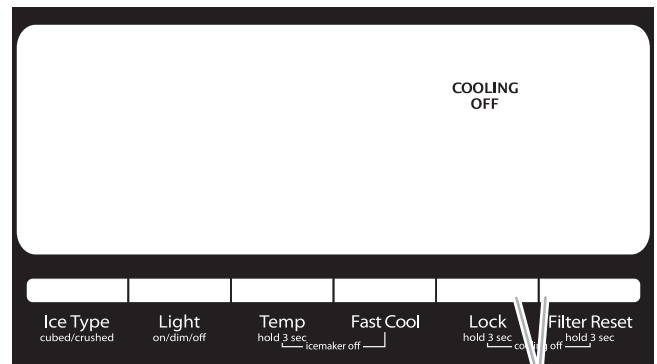 COOLING
OFF
Ice Type Light Temp Fast Cool Lock Filter Reset
cubed/crushed on/dim/off hold 3 sec hold 3 sec hold 3 sec
icemaker off cooling off